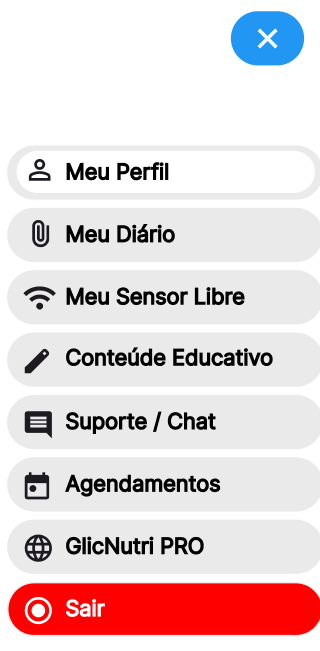 Meu Perfil
Meu Diário
Meu Sensor Libre
Conteúde Educativo
Suporte / Chat
Agendamentos
GlicNutri PRO
Sair